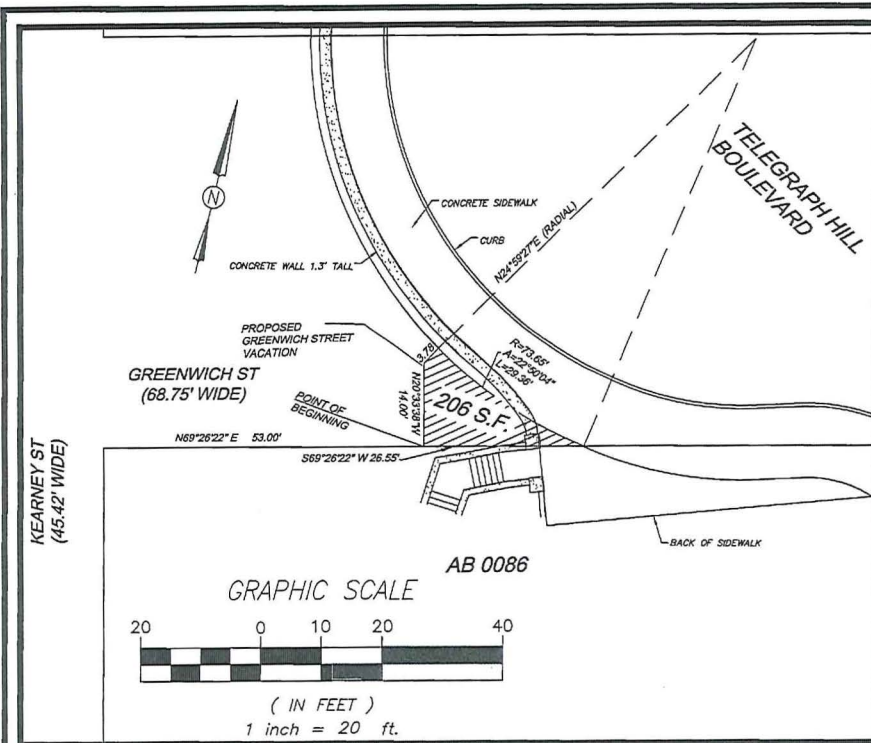 TELEGRAPH HILL
BOULEVARD
CONCRETE SIDEWALK
CURB
N24°59'27"E (RADIAL)
CONCRETE WALL 1.3' TALL
PROPOSED
GREENWICH STREET
VACATION
3.78'
R=73.65'
Δ=22°50'04"
L=29.36'
GREENWICH ST
(68.75' WIDE)
N20°33'38"W
14.00'
206 S.F.
POINT OF
BEGINNING
N69°26'22" E 53.00'
S69°26'22" W 26.55'
KEARNEY ST
(45.42' WIDE)
BACK OF SIDEWALK
AB 0086
GRAPHIC SCALE
20 0 10 20 40
( IN FEET )
1 inch = 20 ft.
N